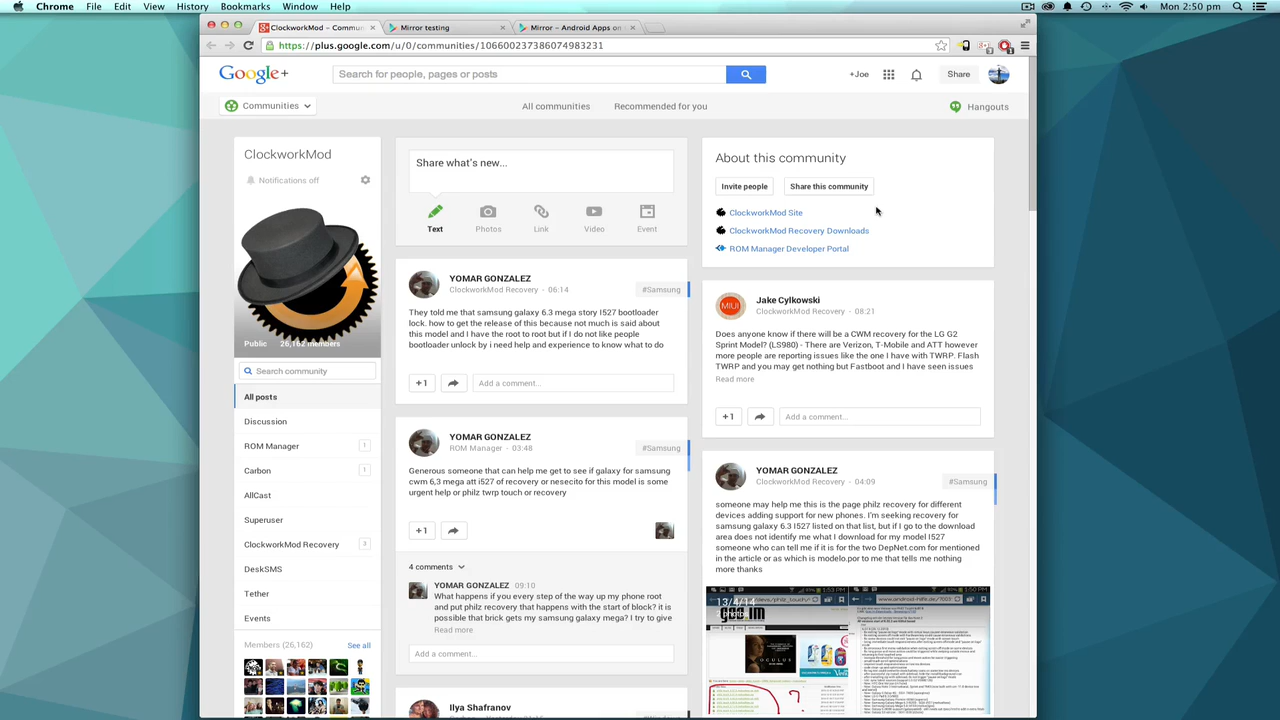 Chrome File Edit View History Bookmarks Window Help
Mon 2:50 pm
ClockworkMod – Commun
Mirror testing
Mirror – Android Apps on
https://plus.google.com/u/0/communities/106600237386074983231
Google+
Search for people, pages or posts
+Joe
Share
Communities
All communities
Recommended for you
Hangouts
ClockworkMod
Notifications off
Public 26,162 members
Search community
All posts
Discussion
ROM Manager 1
Carbon 1
AllCast
Superuser
ClockworkMod Recovery 3
DeskSMS
Tether
Events
Members (26,162) See all
Share what's new...
Text Photos Link Video Event
YOMAR GONZALEZ
ClockworkMod Recovery - 06:14
#Samsung
They told me that samsung galaxy 6.3 mega story I527 bootloader
lock. how to get the release of this because not much is said about
this model and I have the root to root but if I do not like people
bootloader unlock by i need help and experience to know what to do
+1
Add a comment...
YOMAR GONZALEZ
ROM Manager - 03:48
#Samsung
Generous someone that can help me get to see if galaxy for samsung
cwm 6,3 mega att i527 of recovery or nesecito for this model is some
urgent help or philz twrp touch or recovery
+1
4 comments
YOMAR GONZALEZ 09:10
What happens if you every step of the way up my phone root
and put philz recovery that happens with the start of block? it is
possible that brick gets my samsung galaxy mega? I try to give
Read more
Add a comment...
Ilya Shafranov
About this community
Invite people
Share this community
ClockworkMod Site
ClockworkMod Recovery Downloads
ROM Manager Developer Portal
Jake Cylkowski
ClockworkMod Recovery - 08:21
MIUI
Does anyone know if there will be a CWM recovery for the LG G2
Sprint Model? (LS980) - There are Verizon, T-Mobile and ATT however
more people are reporting issues like the one I have with TWRP. Flash
TWRP and you may get nothing but Fastboot and I have seen issues
Read more
+1
Add a comment...
YOMAR GONZALEZ
ClockworkMod Recovery - 04:09
#Samsung
someone may help me this is the page philz recovery for different
devices adding support for new phones. I'm seeking recovery for
samsung galaxy 6.3 I527 listed on that list, but if I go to the download
area does not identify me what I download for my model I527
someone who can tell me if it is for the two DepNet.com for mentioned
in the article or as which is modelo.por to me that tells me nothing
more thanks
13/4/14
1:53 PM
1:54 PM
OCULUS